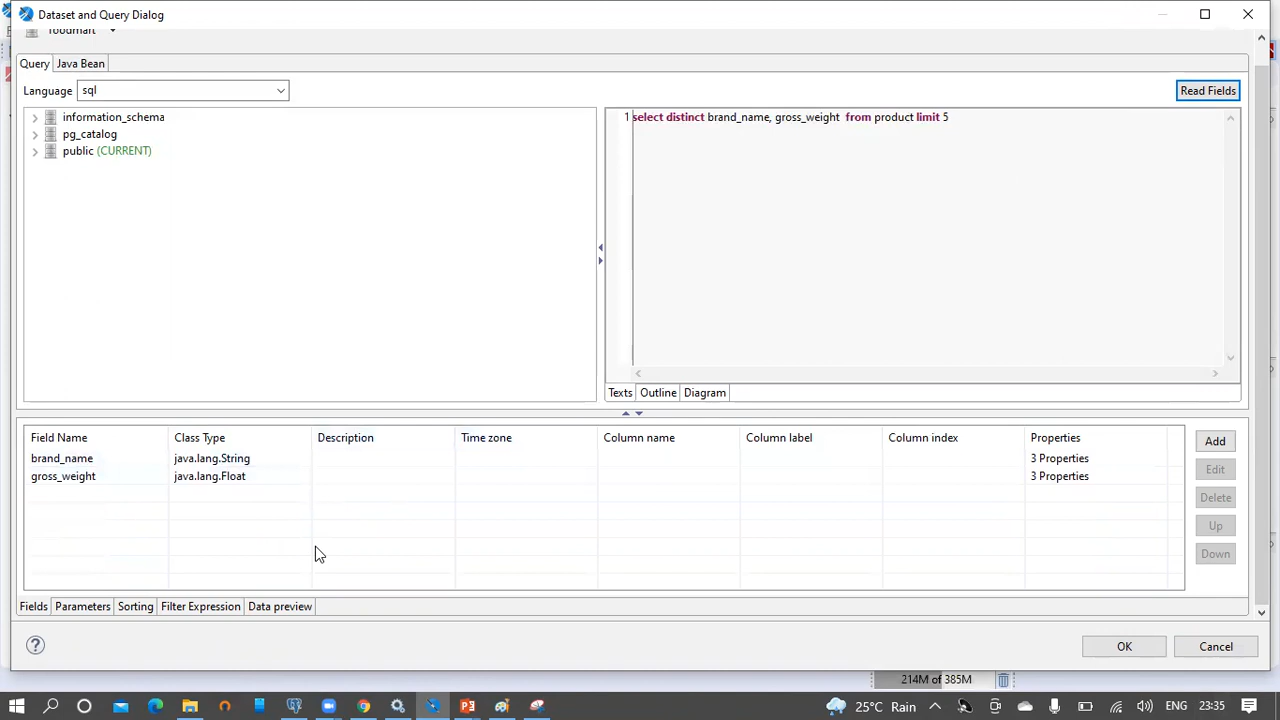 Dataset and Query Dialog
foodmart
Query
Java Bean
Language
sql
Read Fields
information_schema
pg_catalog
public (CURRENT)
1 select distinct brand_name, gross_weight from product limit 5
Texts
Outline
Diagram
Field Name
Class Type
Description
Time zone
Column name
Column label
Column index
Properties
brand_name
java.lang.String
3 Properties
gross_weight
java.lang.Float
3 Properties
Add
Edit
Delete
Up
Down
Fields
Parameters
Sorting
Filter Expression
Data preview
?
OK
Cancel
214M of 385M
25°C Rain
ENG
23:35